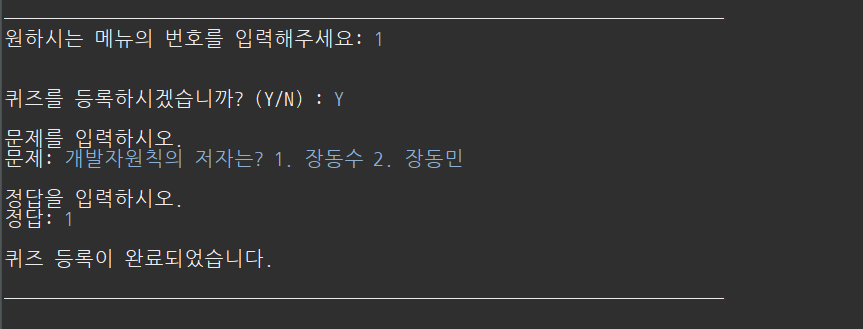 원하시는 메뉴의 번호를 입력해주세요: 1
퀴즈를 등록하시겠습니까? (Y/N) : Y
문제를 입력하시오.
문제: 개발자원칙의 저자는? 1. 장동수 2. 장동민
정답을 입력하시오.
정답: 1
퀴즈 등록이 완료되었습니다.